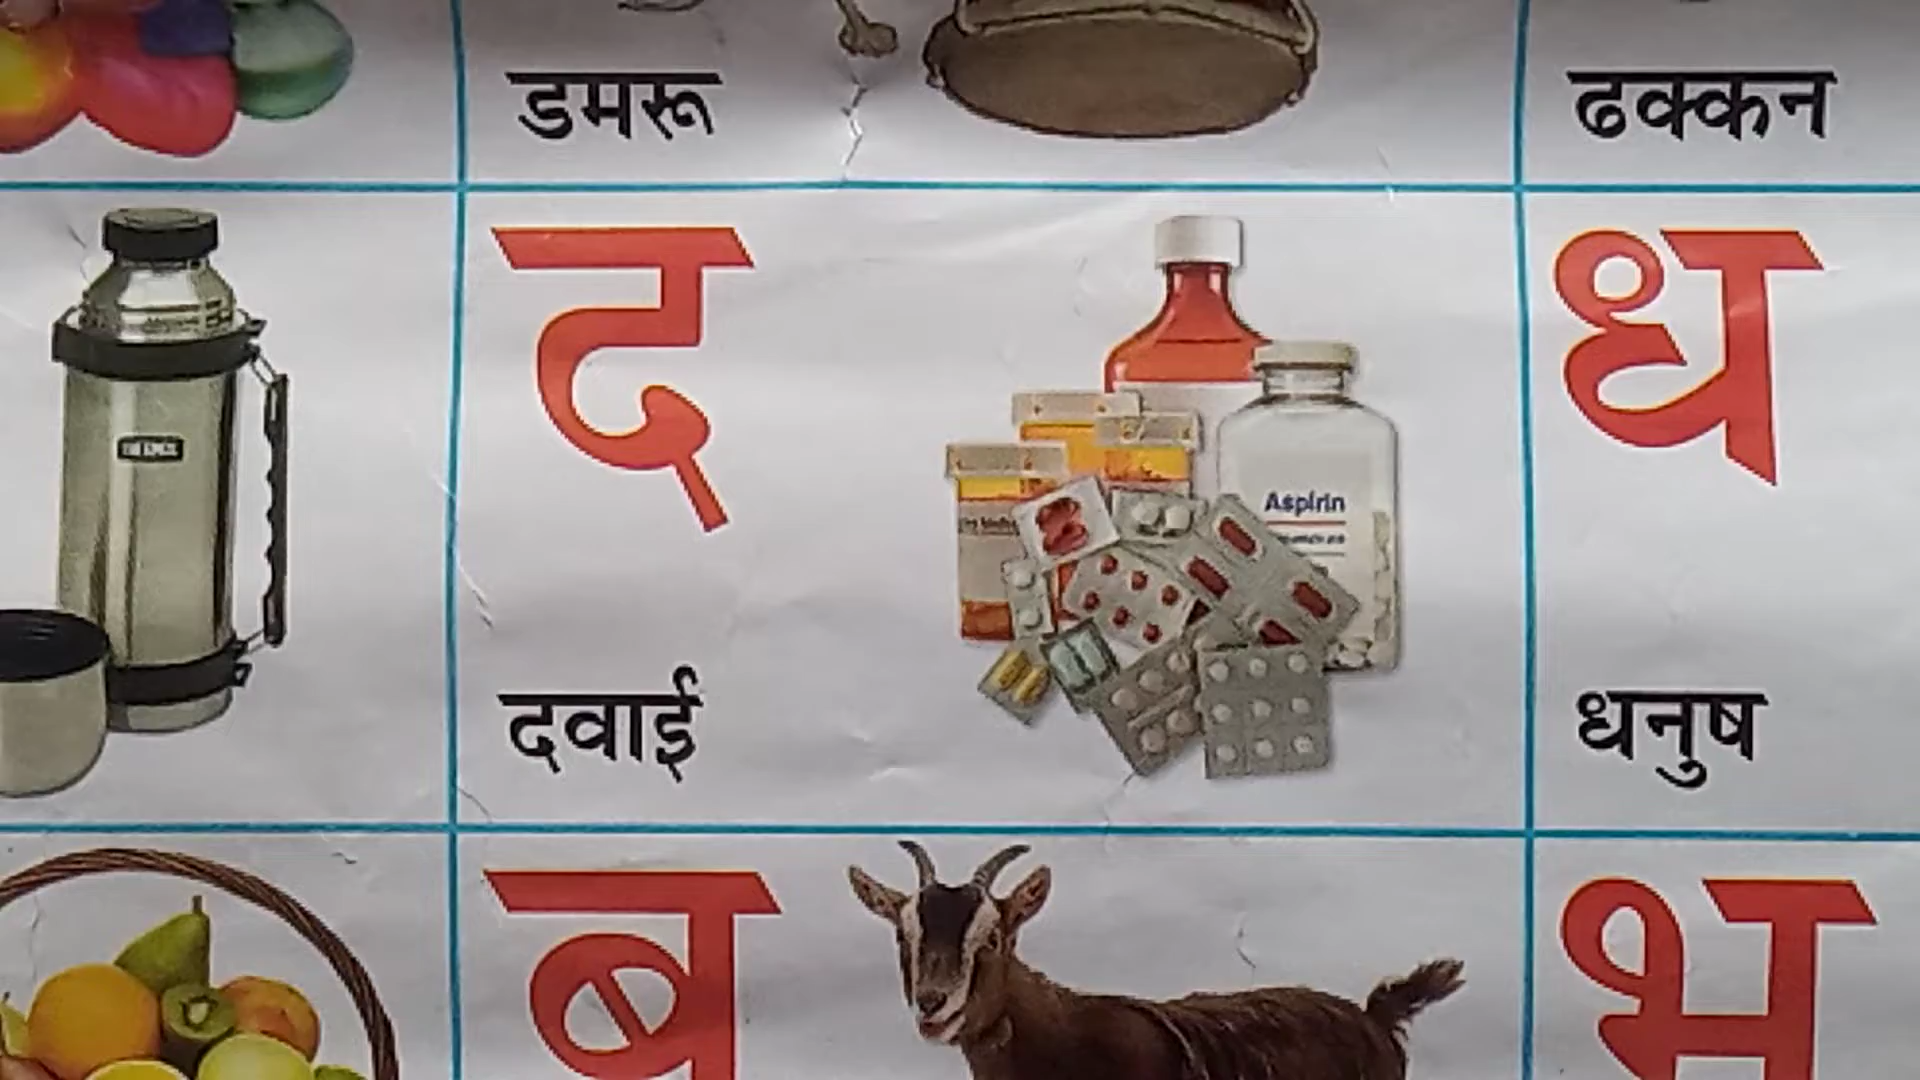 डमरू
ढक्कन
द
ध
Aspirin
दवाई
धनुष
ब
भ